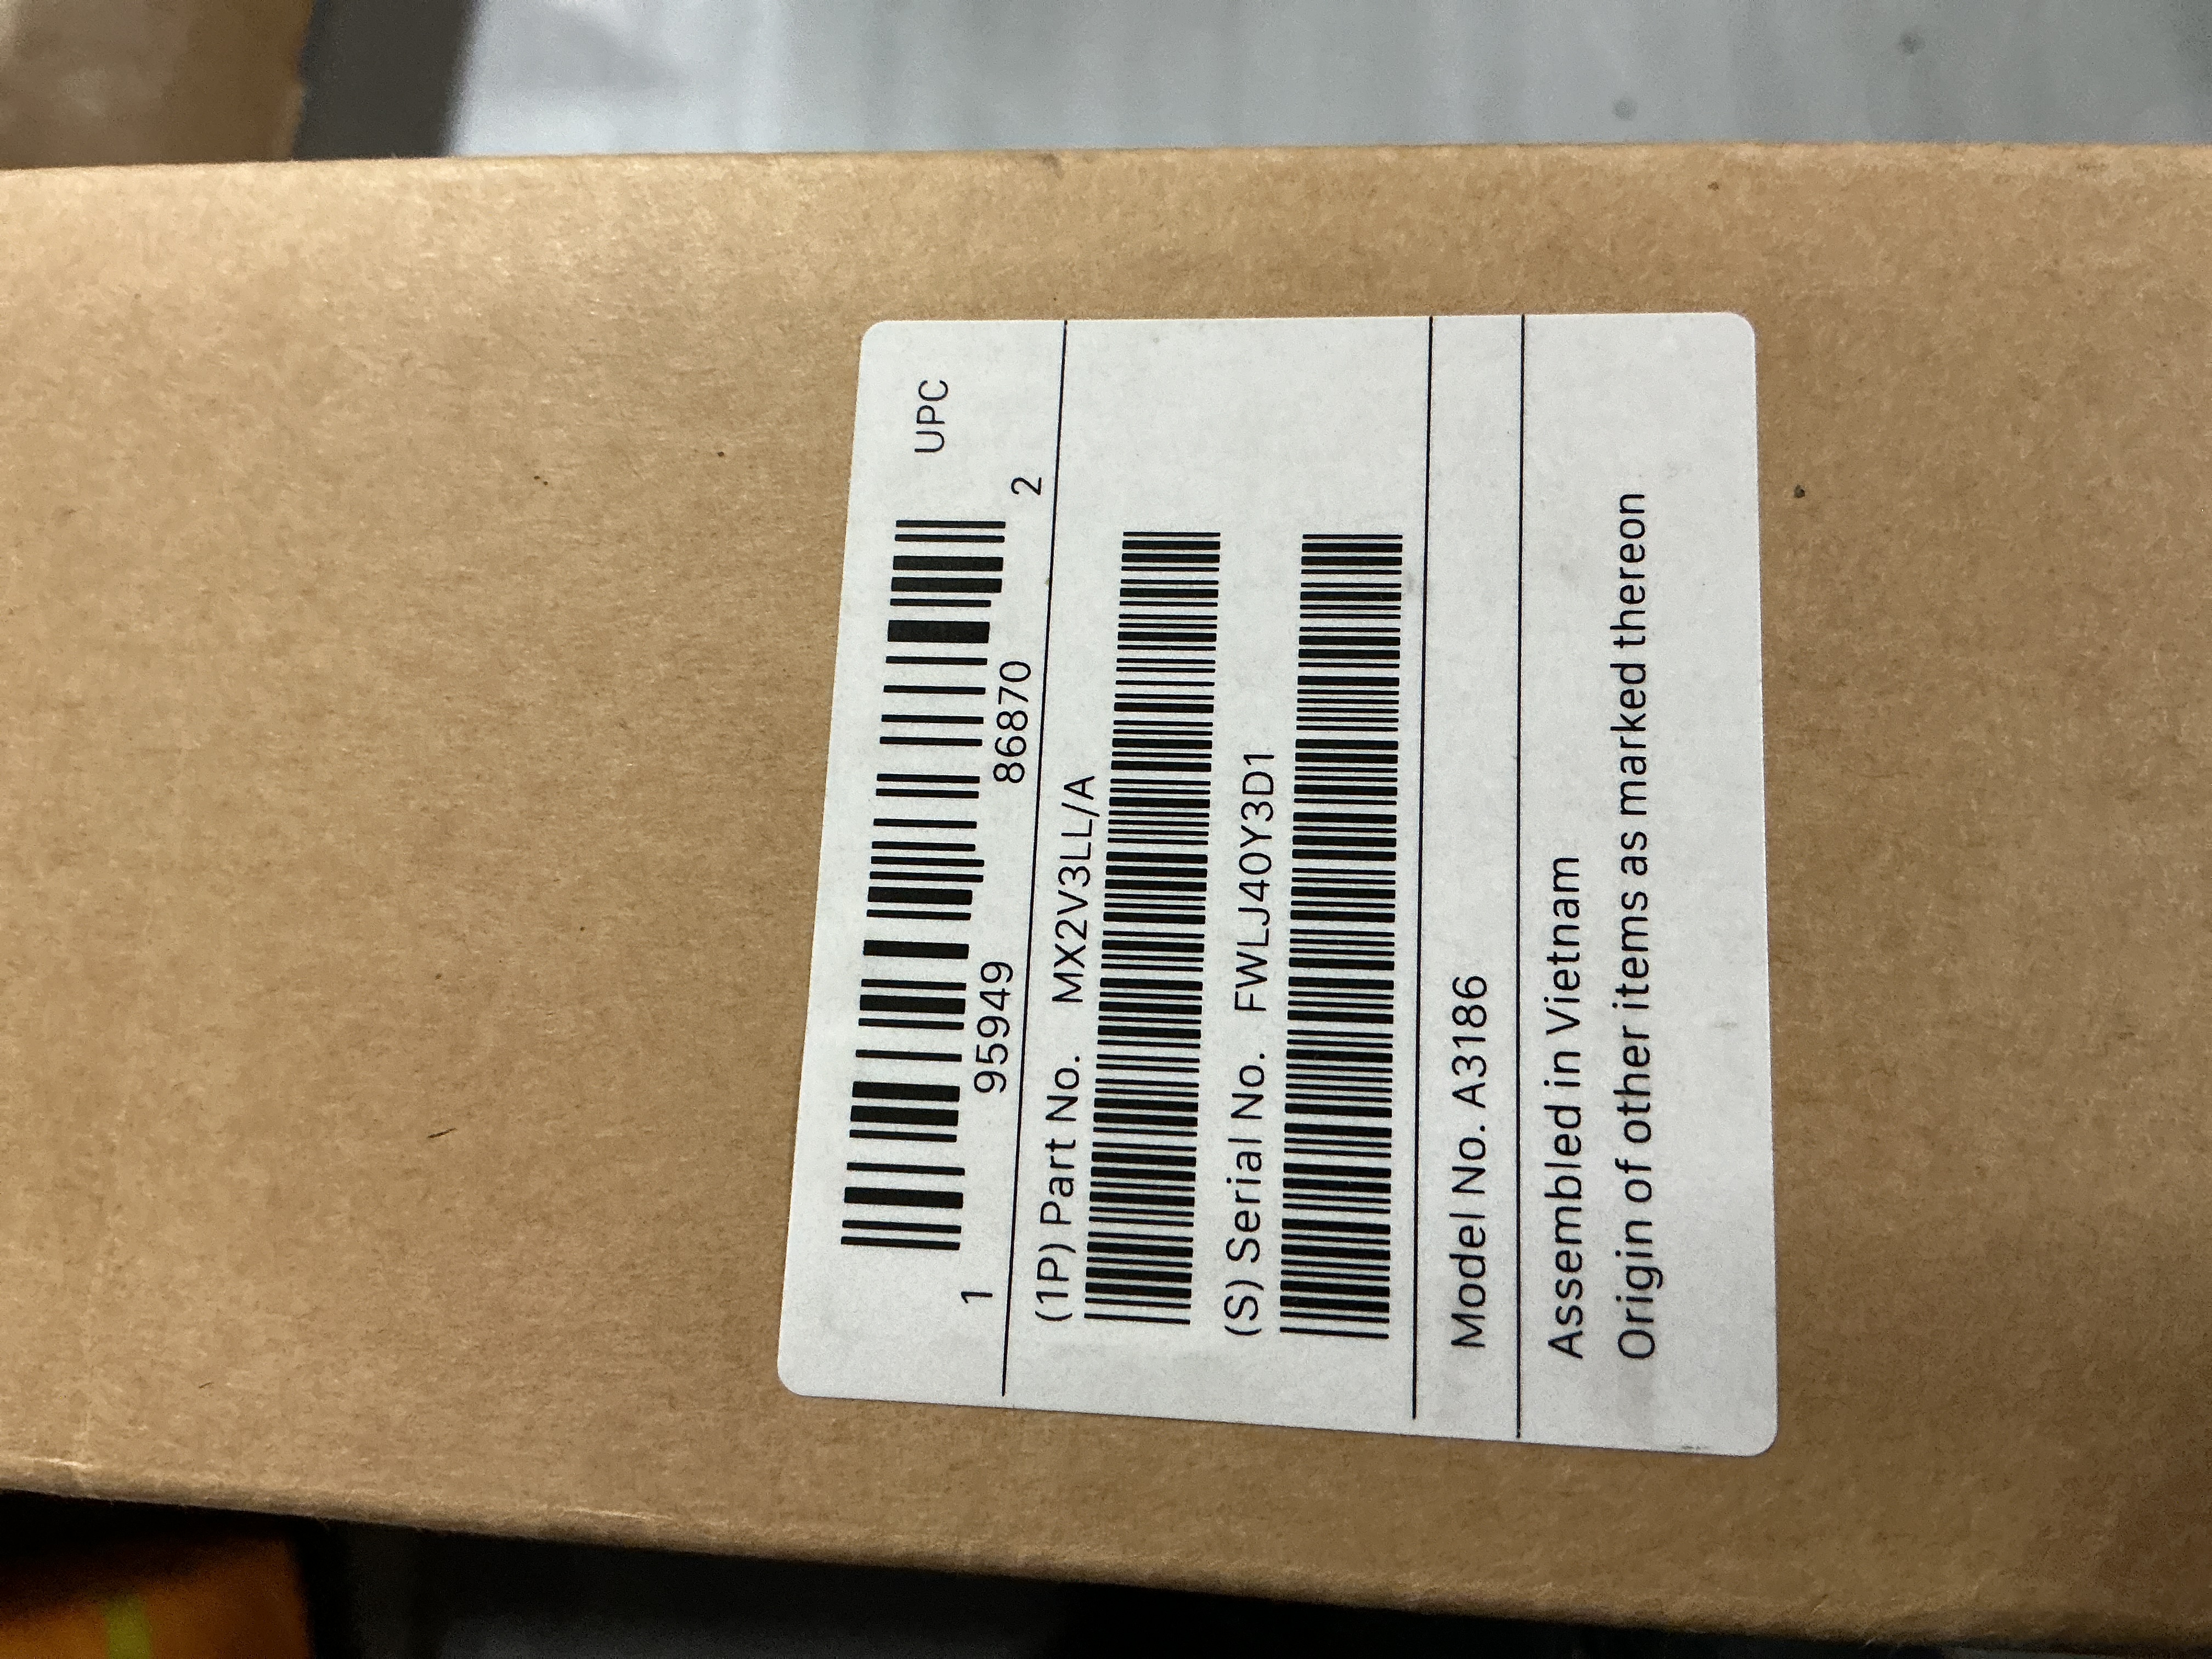 UPC
1 95949 86870 2
(1P) Part No. MX2V3LL/A
(S) Serial No. FWLJ40Y3D1
Model No. A3186
Assembled in Vietnam
Origin of other items as marked thereon